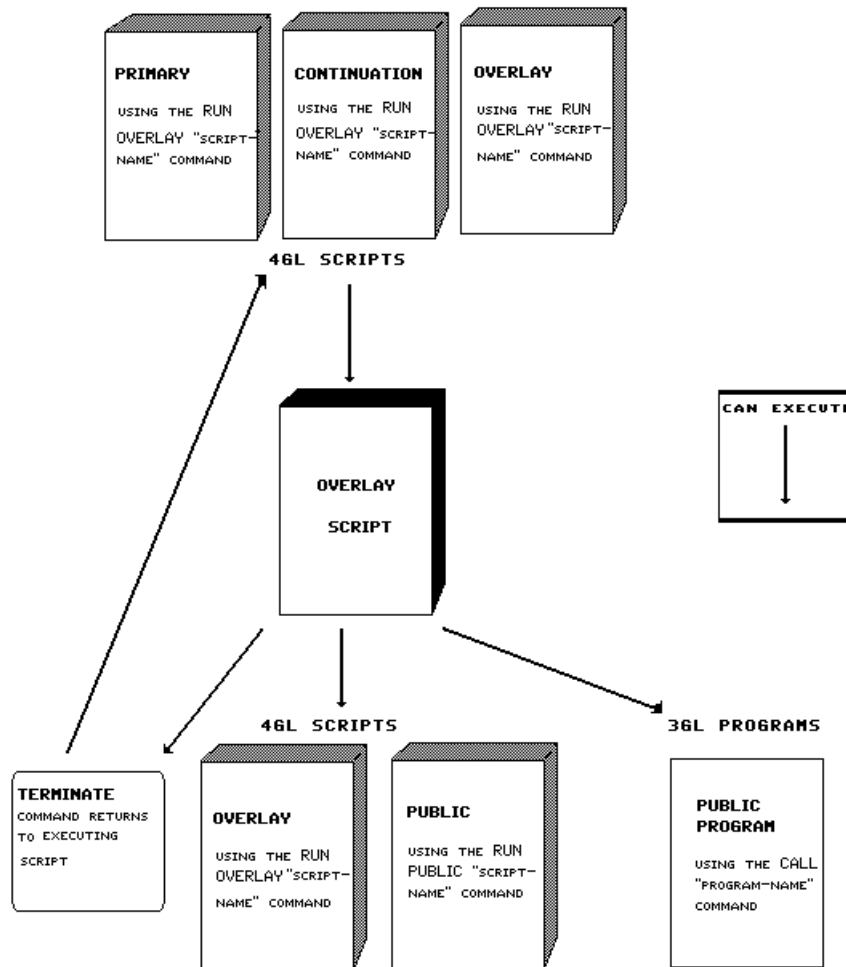 PRIMARY
USING THE RUN
OVERLAY "SCRIPT-
NAME" COMMAND
CONTINUATION
USING THE RUN
OVERLAY "SCRIPT-
NAME" COMMAND
OVERLAY
USING THE RUN
OVERLAY "SCRIPT-
NAME" COMMAND
4GL SCRIPTS
CAN EXECUTE
OVERLAY
SCRIPT
4GL SCRIPTS
3GL PROGRAMS
TERMINATE
COMMAND RETURNS
TO EXECUTING
SCRIPT
OVERLAY
USING THE RUN
OVERLAY "SCRIPT-
NAME" COMMAND
PUBLIC
USING THE RUN
PUBLIC "SCRIPT-
NAME" COMMAND
PUBLIC
PROGRAM
USING THE CALL
"PROGRAM-NAME"
COMMAND